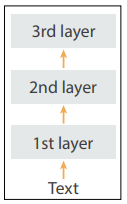 3rd layer
2nd layer
1st layer
Text